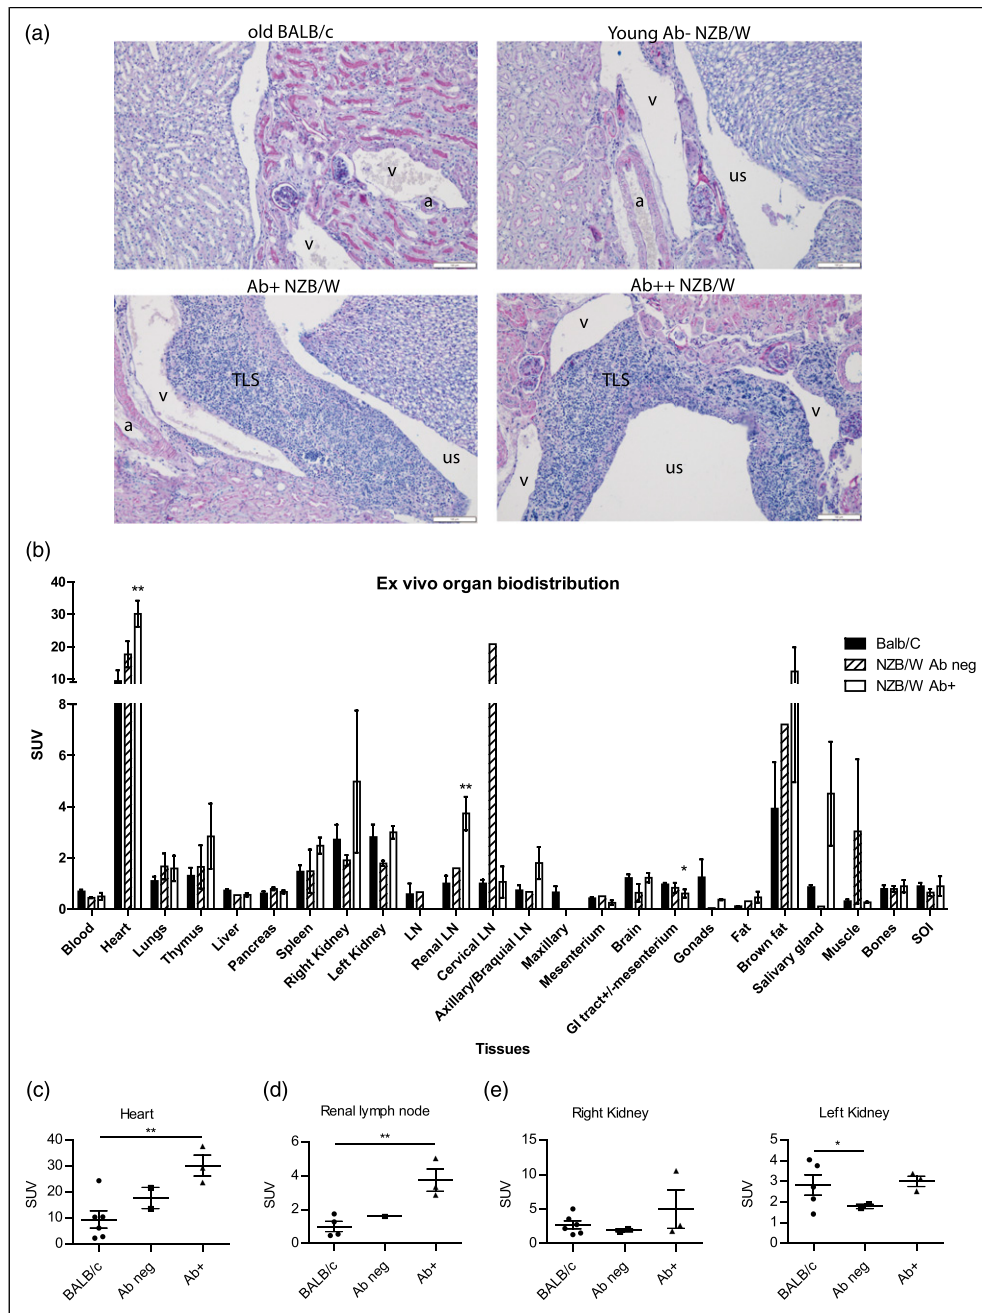 (a)
old BALB/c
Young Ab- NZB/W
v
a
v
v
a
us
Ab+ NZB/W
Ab++ NZB/W
TLS
v
a
us
v
TLS
v
v
us
(b)
Ex vivo organ biodistribution
40
30
20
10
8
6
4
2
0
SUV
Balb/C
NZB/W Ab neg
NZB/W Ab+
**
**
*
Blood
Heart
Lungs
Thymus
Liver
Pancreas
Spleen
Right Kidney
Left Kidney
LN
Renal LN
Cervical LN
Axillary/Braquial LN
Maxillary
Mesenterium
Brain
GI tract+/-mesenterium
Gonads
Fat
Brown fat
Salivary gland
Muscle
Bones
SOI
Tissues
(c)
Heart
**
40
30
20
10
0
SUV
BALB/c
Ab neg
Ab+
(d)
Renal lymph node
**
6
4
2
0
SUV
BALB/c
Ab neg
Ab+
(e)
Right Kidney
15
10
5
0
SUV
BALB/c
Ab neg
Ab+
Left Kidney
*
5
4
3
2
1
0
SUV
BALB/c
Ab neg
Ab+